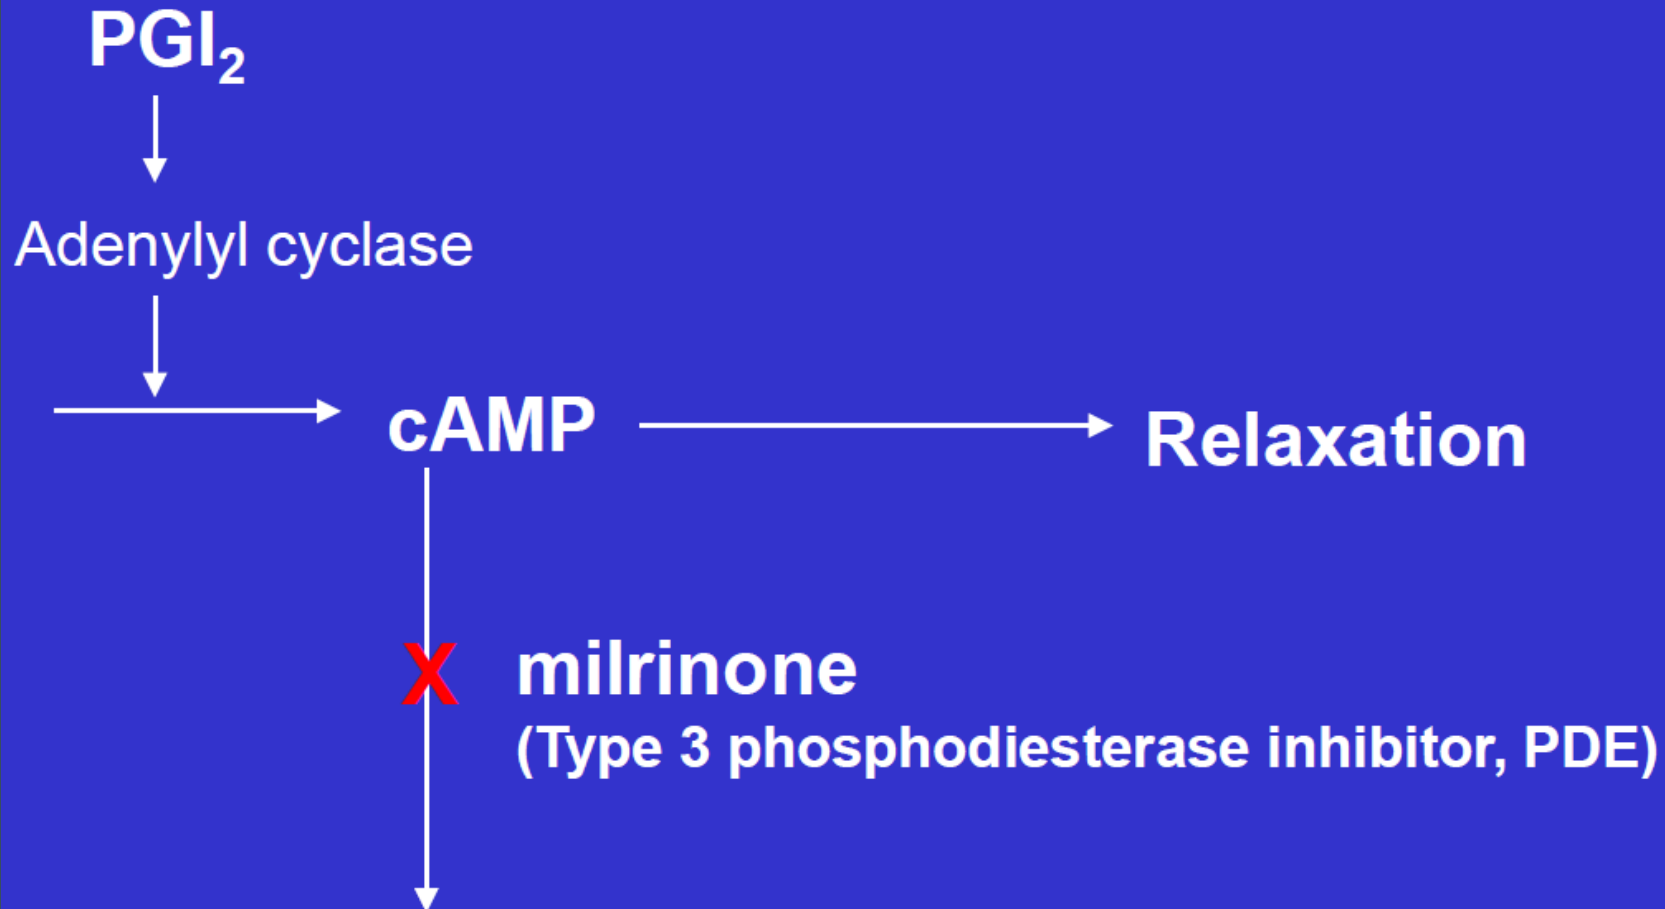 PGI₂
Adenylyl cyclase
cAMP
Relaxation
X
milrinone
(Type 3 phosphodiesterase inhibitor, PDE)